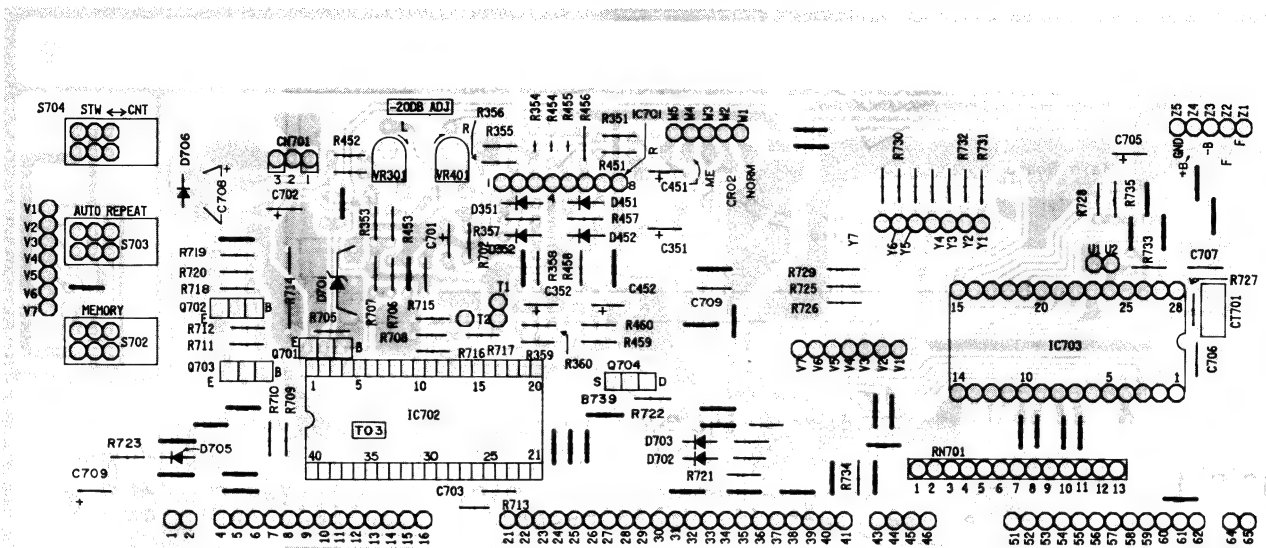 S704 STW ↔ CNT
D706
CN701
3 2 1
C708
C702
R452
-20DB ADJ
L
R
VR301
VR401
R356
R355
R354
R454
R455
R456
R351
IC701
R451
1
8
R
C451
L
M5 M4 M3 M2 M1
ME
CRO2
NORM
R730
R732
R731
C705
Z5 Z4 Z3 Z2 Z1
GND
+B
-B
F
F
V1
V2
V3
V4
V5
V6
V7
AUTO REPEAT
S703
MEMORY
S702
R719
R720
R718
Q702
E
B
R712
R711
Q703
E
B
R714
D701
R705
R353
R453
C701
R702
R707
R706
R708
R715
D351
R357
D352
D451
R457
D452
C351
R358
R458
C352
C452
T1
T2
R716
R717
R359
R360
R460
R459
C709
Y7
Y6
Y5
Y4
Y3
Y2
Y1
R729
R725
R726
R728
R735
R733
C707
R727
CT701
C706
15 20 25 28
IC703
14 10 5 1
V7 V6 V5 V4 V3 V2 V1
Q701
E
B
1 5 10 15 20
IC702
TO3
40 35 30 25 21
Q704
S
D
B739
R722
R710
R709
R723
D705
C709
D703
D702
R721
R734
C703
R713
RN701
1 2 3 4 5 6 7 8 9 10 11 12 13
1 2 4 5 6 7 8 9 10 11 12 13 14 15 16
21 22 23 24 25 26 27 28 29 30 31 32 33 34 35 36 37 38 39 40 41
43 44 45 46
51 52 53 54 55 56 57 58 59 60 61 62
64 65